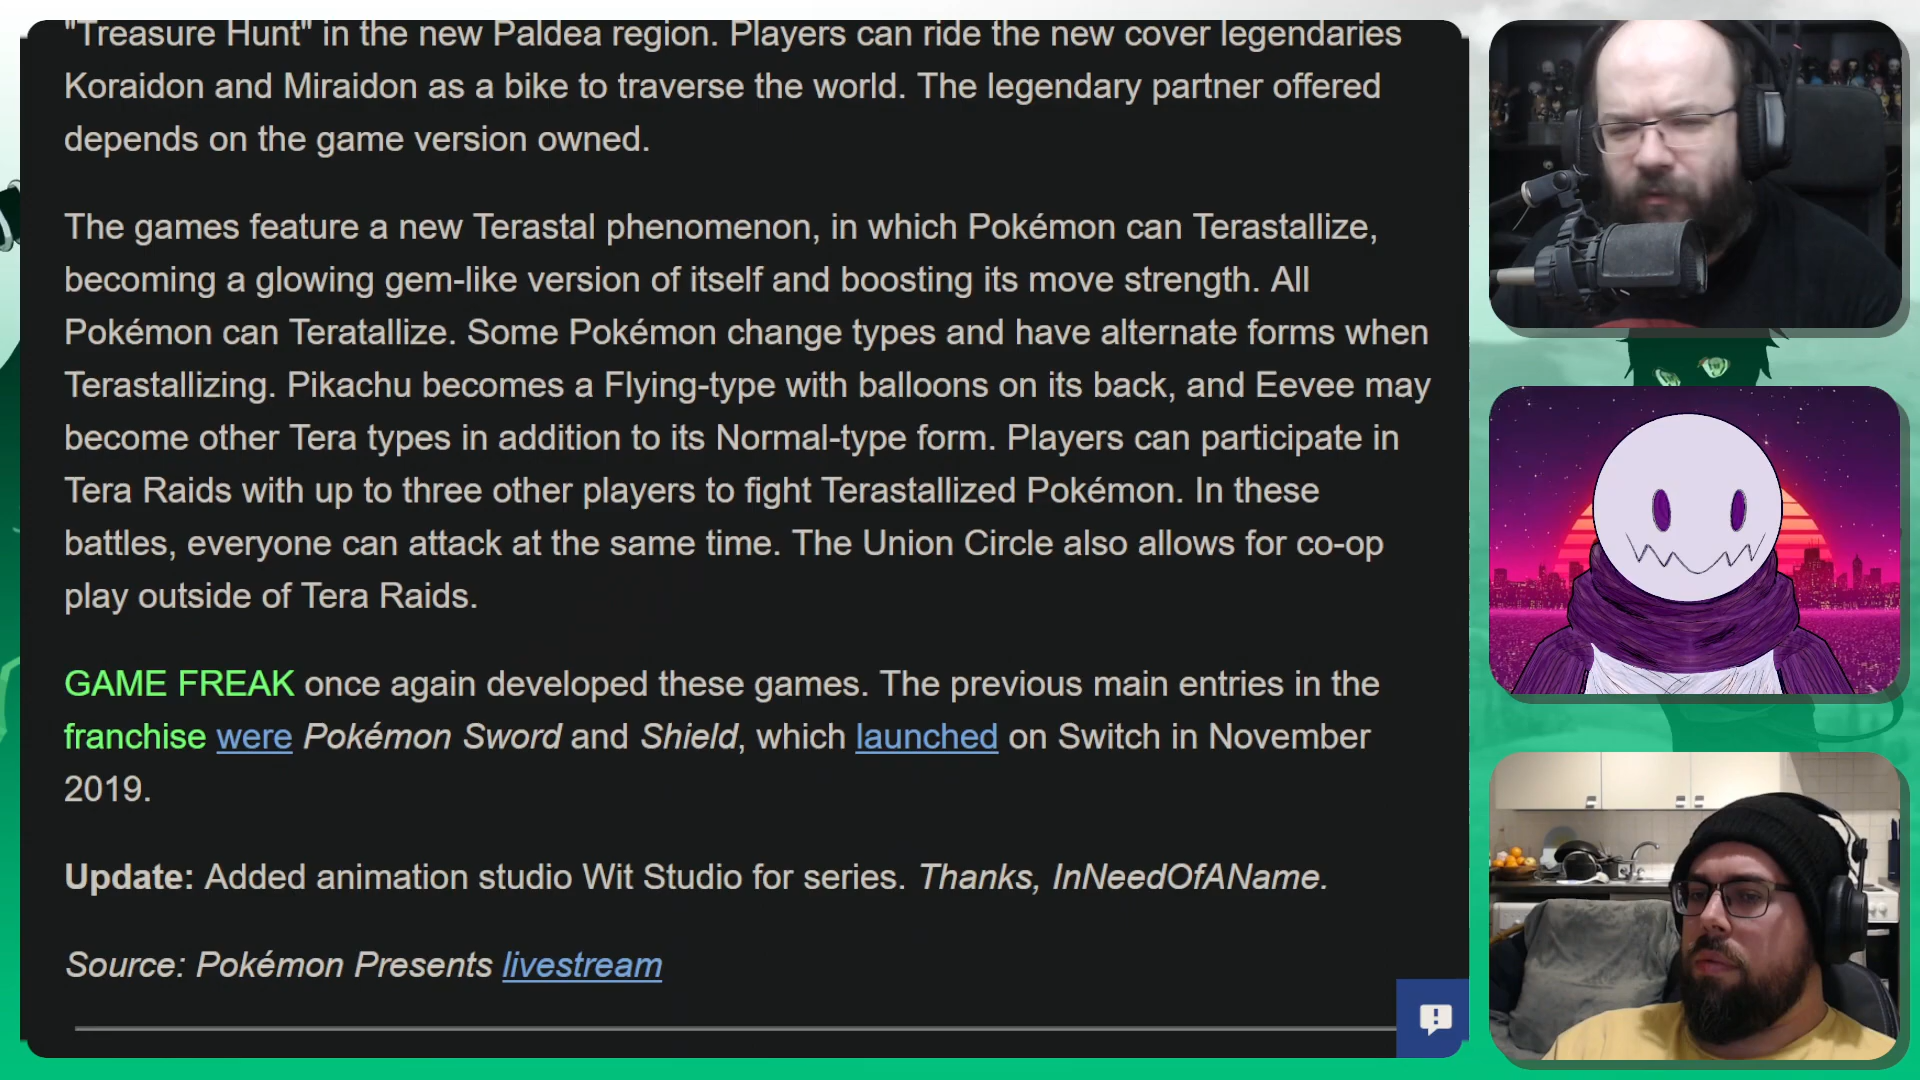 "Treasure Hunt" in the new Paldea region. Players can ride the new cover legendaries
Koraidon and Miraidon as a bike to traverse the world. The legendary partner offered
depends on the game version owned.
The games feature a new Terastal phenomenon, in which Pokémon can Terastallize,
becoming a glowing gem-like version of itself and boosting its move strength. All
Pokémon can Teratallize. Some Pokémon change types and have alternate forms when
Terastallizing. Pikachu becomes a Flying-type with balloons on its back, and Eevee may
become other Tera types in addition to its Normal-type form. Players can participate in
Tera Raids with up to three other players to fight Terastallized Pokémon. In these
battles, everyone can attack at the same time. The Union Circle also allows for co-op
play outside of Tera Raids.
GAME FREAK once again developed these games. The previous main entries in the
franchise were Pokémon Sword and Shield, which launched on Switch in November
2019.
Update: Added animation studio Wit Studio for series. Thanks, InNeedOfAName.
Source: Pokémon Presents livestream